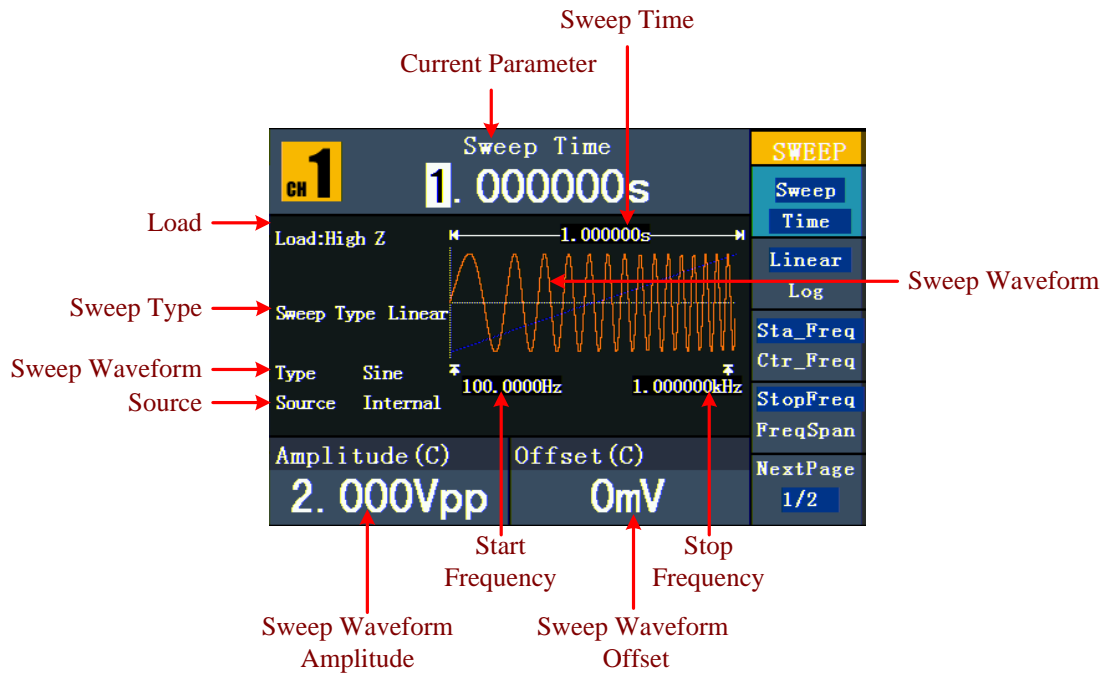 Sweep Time
Current Parameter
CH 1
Sweep Time
1.000000s
SWEEP
Sweep
Time
Linear
Log
Sta_Freq
Ctr_Freq
StopFreq
FreqSpan
NextPage
1/2
Load
Load:High Z
1.000000s
Sweep Waveform
Sweep Type
Sweep Type Linear
Sweep Waveform
Type Sine
Source
Source Internal
100.0000Hz
1.000000kHz
Amplitude(C)
2.000Vpp
Offset(C)
0mV
Start
Frequency
Stop
Frequency
Sweep Waveform
Amplitude
Sweep Waveform
Offset